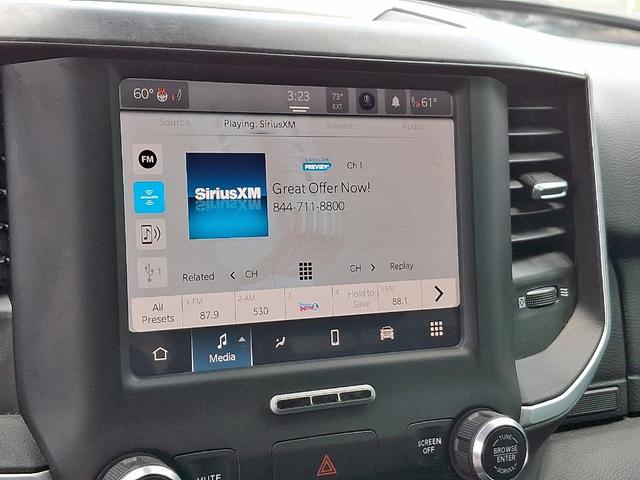 60°
3:23
73°
EXT
61°
Source
Playing: SiriusXM
Browse
Audio
FM
SiriusXM
SIRIUSXM
PREVIEW
Ch 1
Great Offer Now!
844-711-8800
1
Related
CH
CH
Replay
All
Presets
1-FM
87.9
2-AM
530
3
4
Hold to
Save
5-FM
88.1
Media
MUTE
SCREEN
OFF
TUNE
BROWSE
ENTER
SCROLL